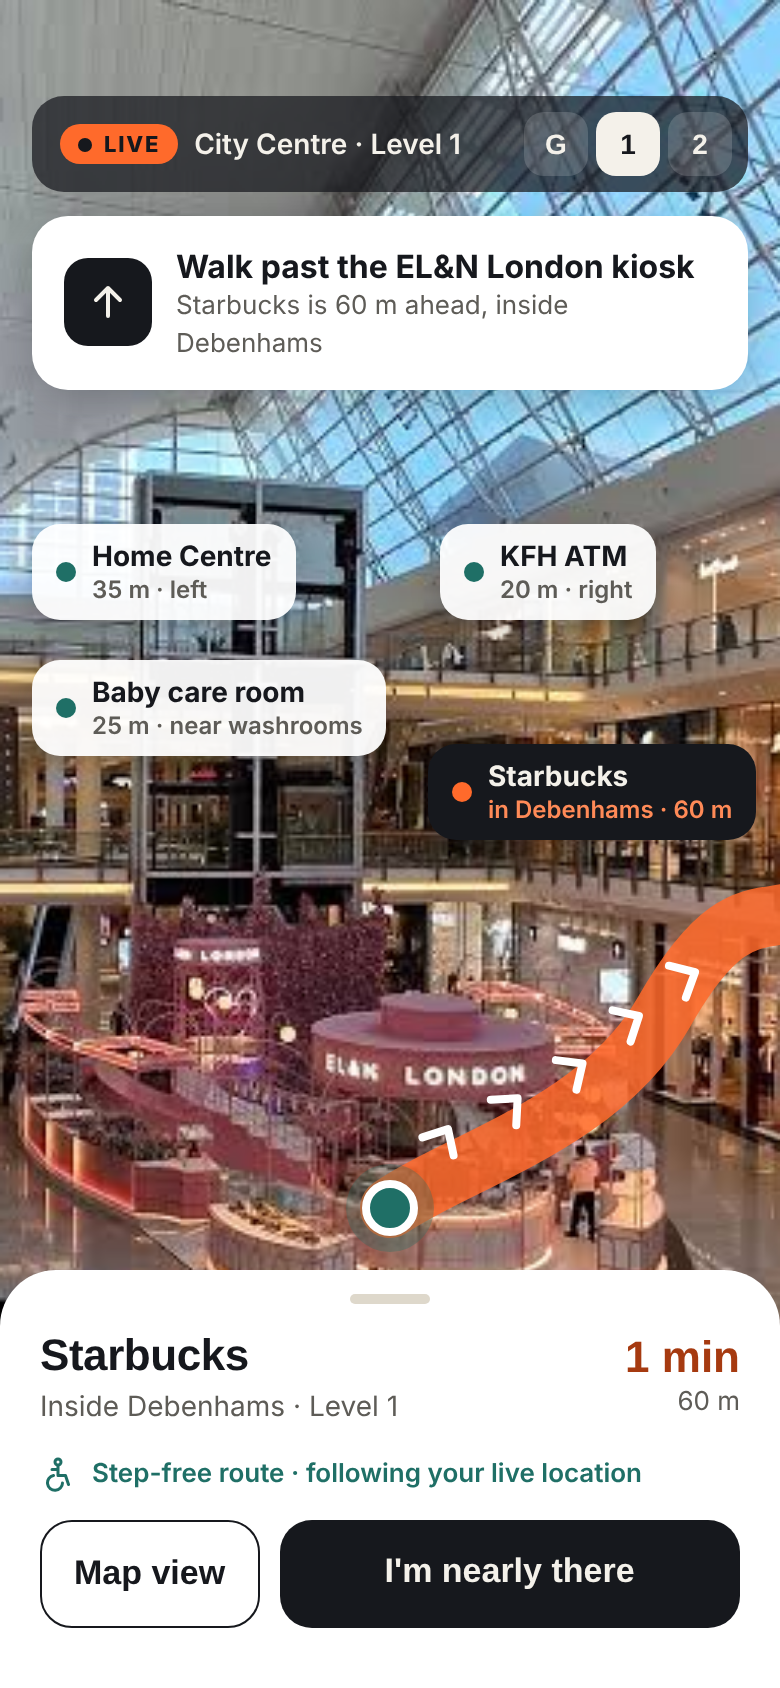 LIVE
City Centre · Level 1
G
1
2
Walk past the EL&N London kiosk
Starbucks is 60 m ahead, inside
Debenhams
Home Centre
35 m · left
KFH ATM
20 m · right
Baby care room
25 m · near washrooms
Starbucks
in Debenhams · 60 m
LONDON
EL&N LONDON
Starbucks
1 min
Inside Debenhams · Level 1
60 m
Step-free route · following your live location
Map view
I'm nearly there